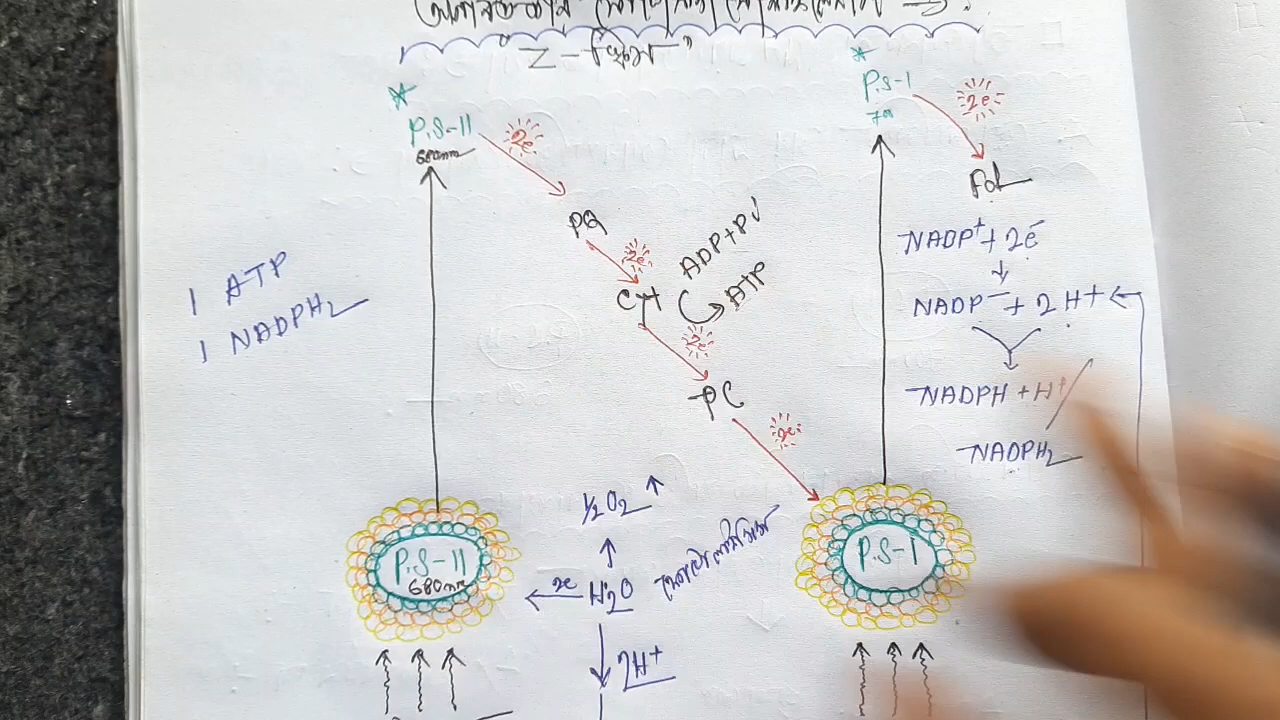 "Z-স্কিম"
*
P.S-II
680nm
2e⁻
*
P.S-I
2e⁻
Fd
PQ
2e⁻
Cyt
ADP+Pi
ATP
2e⁻
PC
2e⁻
NADP⁺ + 2e⁻
NADP⁻ + 2H⁺
NADPH + H⁺ /
NADPH₂
1 ATP
1 NADPH₂
P.S-II
680nm
½O₂
2e
H₂O
2H⁺
P.S-I